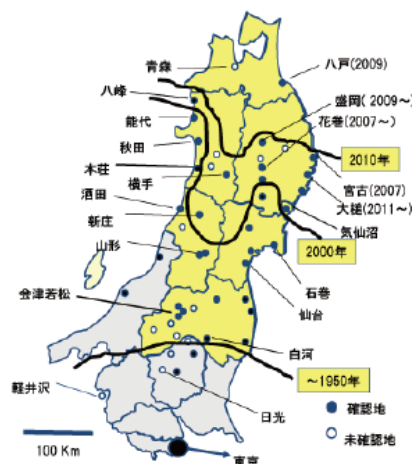 青森
八戸(2009)
八峰
盛岡(2009～)
能代
花巻(2007～)
秋田
2010年
本荘
横手
宮古(2007)
大槌(2011～)
酒田
気仙沼
新庄
2000年
山形
石巻
会津若松
仙台
白河
～1950年
軽井沢
日光
確認地
未確認地
100 Km
東京